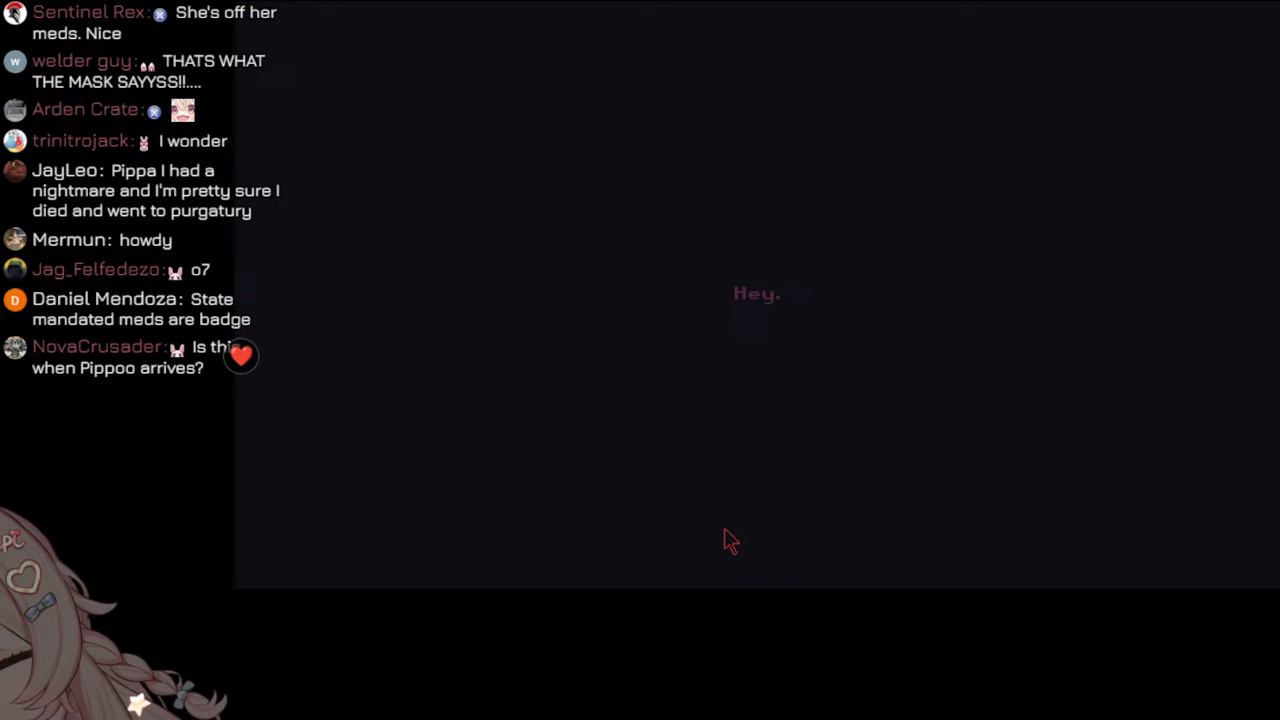 Sentinel Rex: She's off her
meds. Nice
W welder guy: THATS WHAT
THE MASK SAYYSS!!....
Arden Crate:
trinitrojack: I wonder
JayLeo: Pippa I had a
nightmare and I'm pretty sure I
died and went to purgatury
Mermun: howdy
Jag_Felfedezo: o7
D Daniel Mendoza: State
mandated meds are badge
NovaCrusader: Is this
when Pippoo arrives?
Hey.